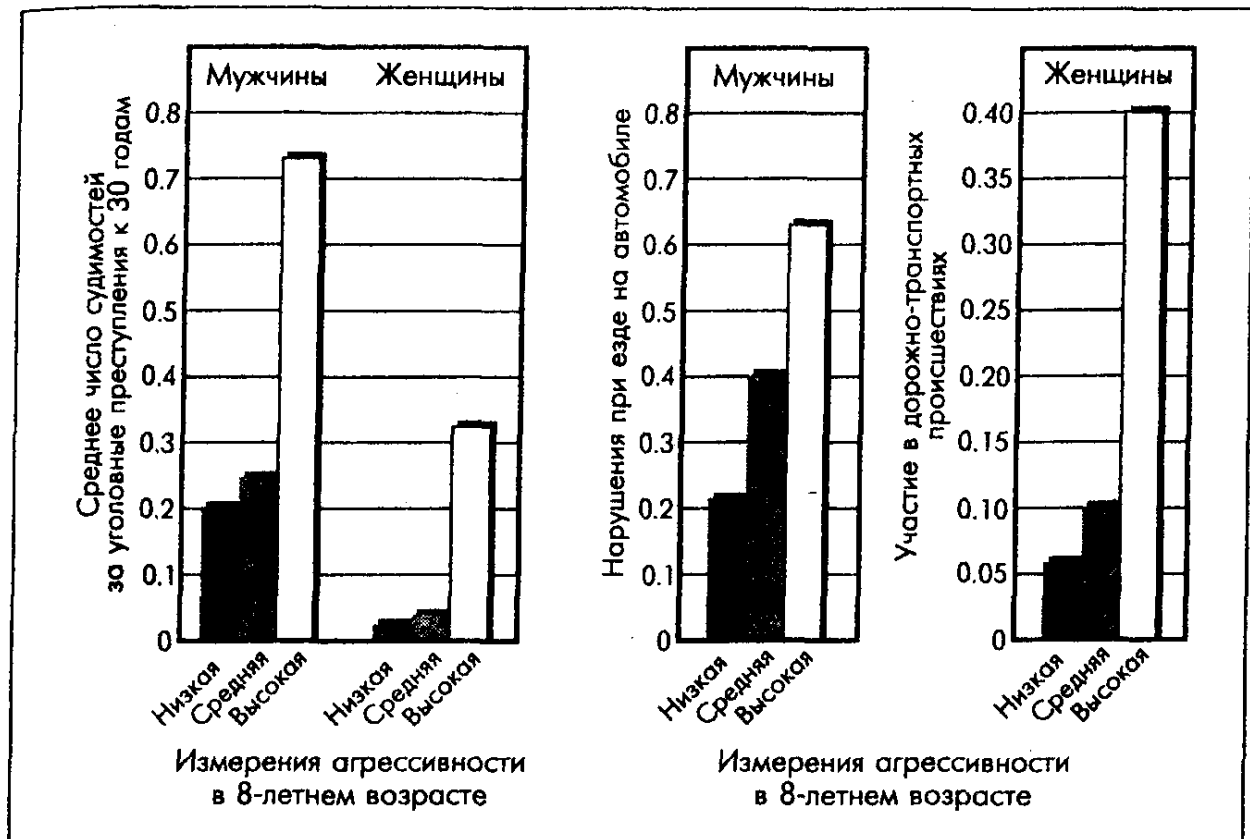 Среднее число судимостей
за уголовные преступления к 30 годам
Мужчины Женщины
0.8
0.7
0.6
0.5
0.4
0.3
0.2
0.1
0
Низкая
Средняя
Высокая
Низкая
Средняя
Высокая
Измерения агрессивности
в 8-летнем возрасте
Нарушения при езде на автомобиле
Мужчины
0.8
0.7
0.6
0.5
0.4
0.3
0.2
0.1
0
Низкая
Средняя
Высокая
Участие в дорожно-транспортных
происшествиях
Женщины
0.40
0.35
0.30
0.25
0.20
0.15
0.10
0.05
0
Низкая
Средняя
Высокая
Измерения агрессивности
в 8-летнем возрасте